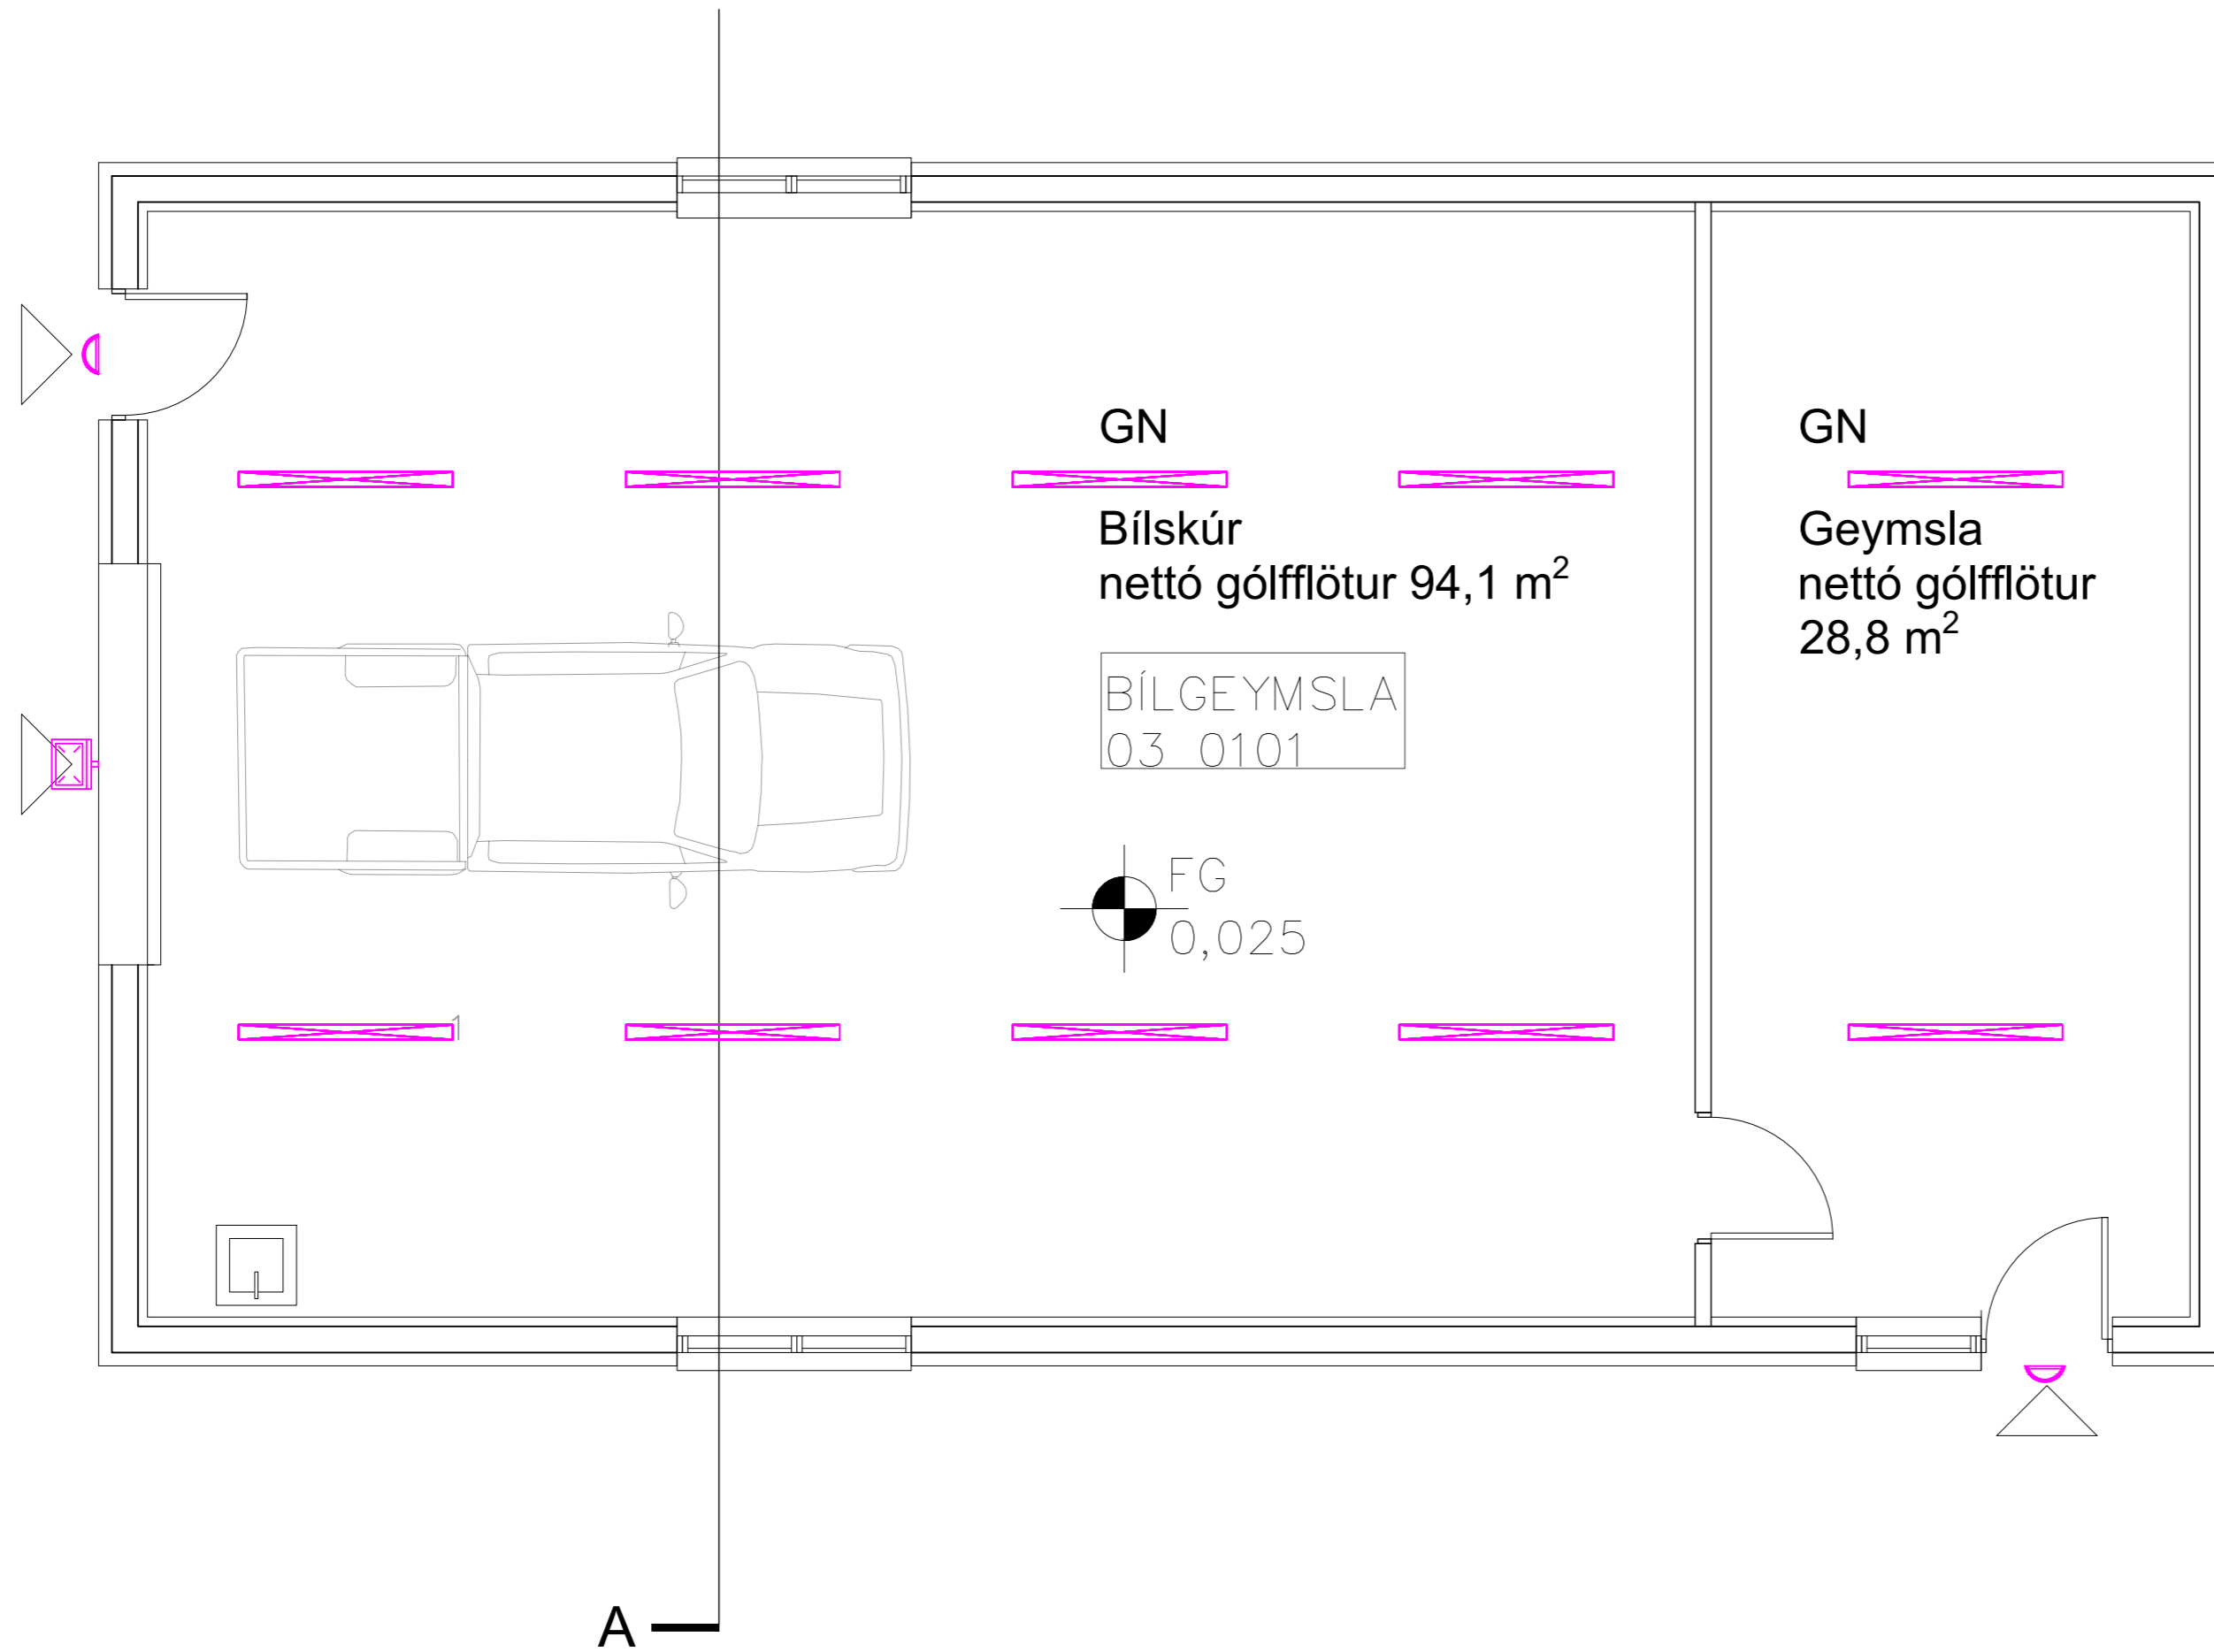 GN
Bílskúr
nettó gólfflötur 94,1 m²
BÍLGEYMSLA
03 0101
FG
0,025
GN
Geymsla
nettó gólfflötur
28,8 m²
1
A